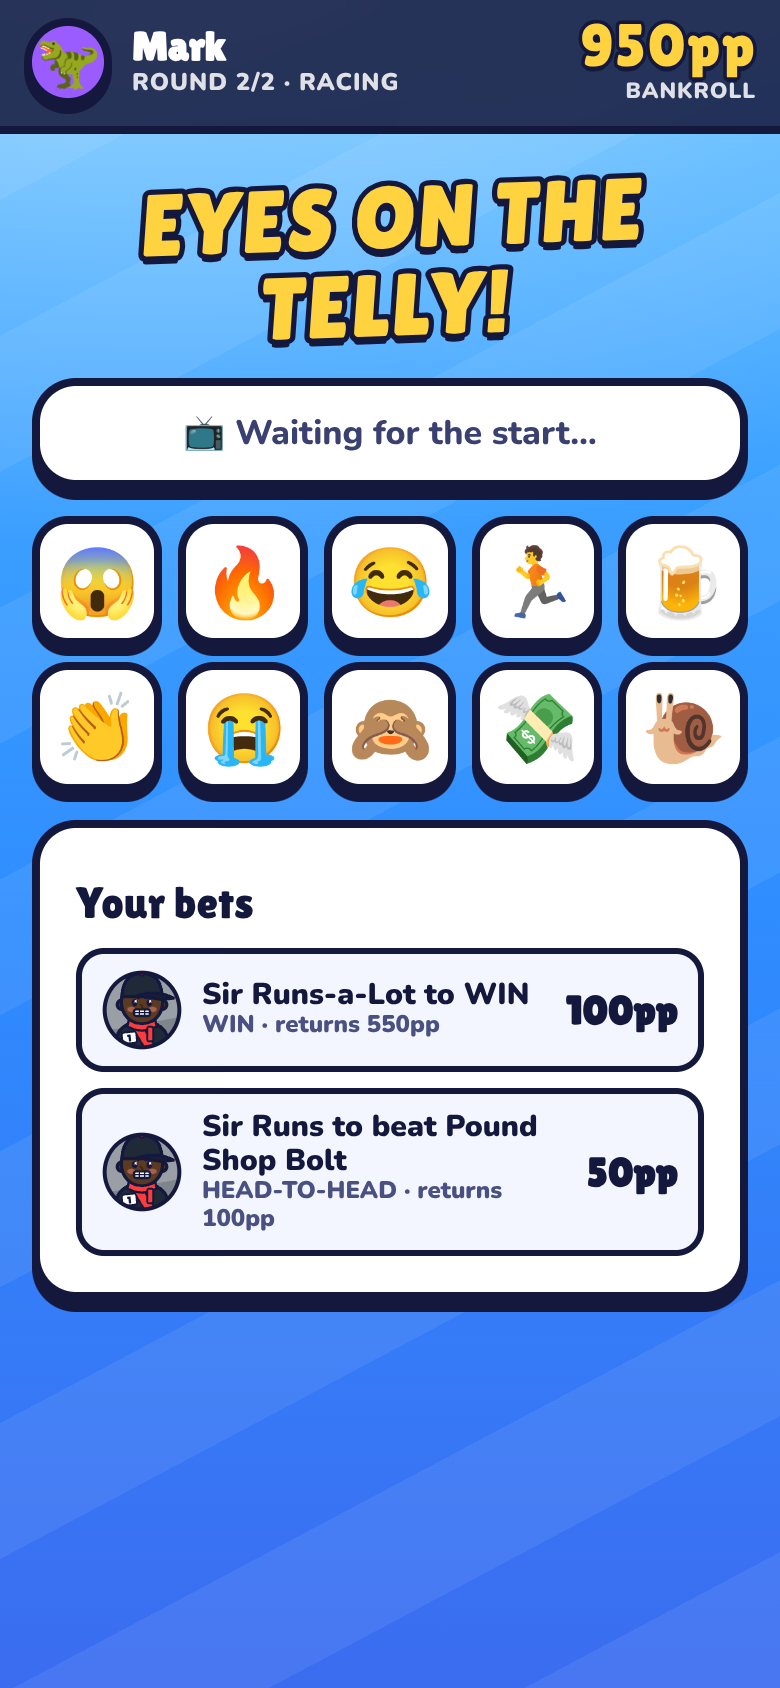 Mark
ROUND 2/2 · RACING
950pp
BANKROLL
EYES ON THE
TELLY!
Waiting for the start...
Your bets
Sir Runs-a-Lot to WIN
WIN · returns 550pp
100pp
Sir Runs to beat Pound
Shop Bolt
HEAD-TO-HEAD · returns
100pp
50pp